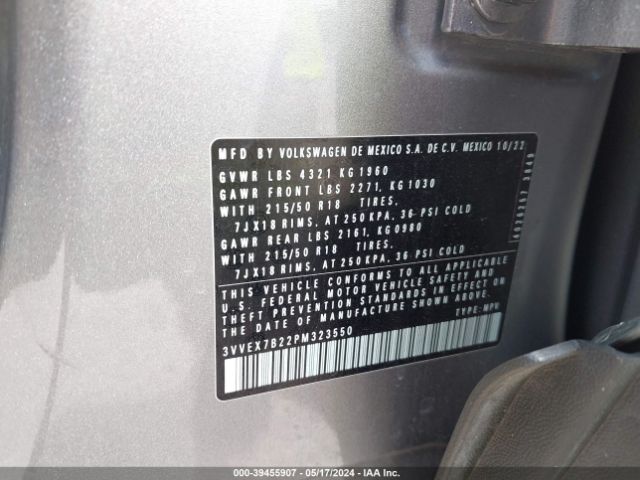 MFD BY VOLKSWAGEN DE MEXICO S.A. DE C.V. MEXICO 10/22
GVWR LBS 4321 KG1960
GAWR FRONT LBS 2271, KG1030
WITH 215/50 R18 TIRES,
7JX18 RIMS, AT 250KPA, 36 PSI COLD
GAWR REAR LBS 2161, KG0980
WITH 215/50 R18 TIRES,
7JX18 RIMS, AT 250KPA, 36 PSI COLD
THIS VEHICLE CONFORMS TO ALL APPLICABLE
U.S. FEDERAL MOTOR VEHICLE SAFETY AND
THEFT PREVENTION STANDARDS IN EFFECT ON
THE DATE OF MANUFACTURE SHOWN ABOVE.
TYPE:MPV
3VVEX7B22PM323550
000-39455907 - 05/17/2024 - IAA Inc.